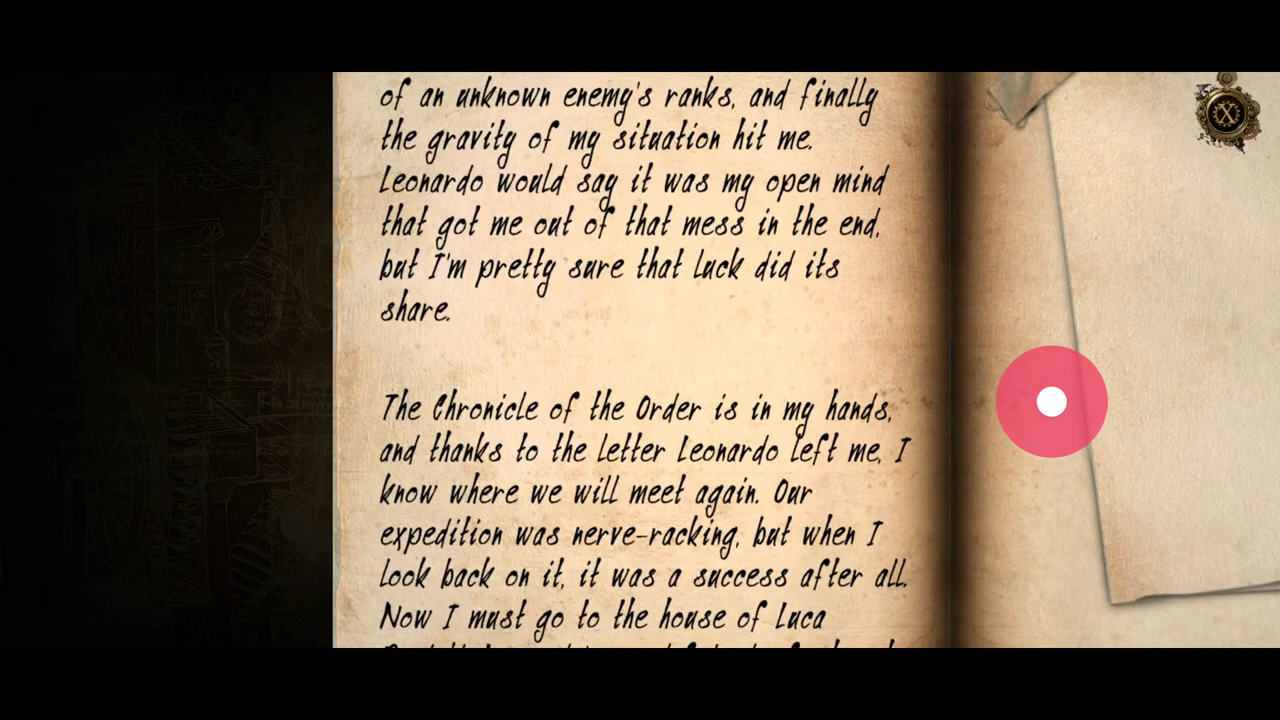 of an unknown enemy's ranks, and finally
the gravity of my situation hit me.
Leonardo would say it was my open mind
that got me out of that mess in the end,
but I'm pretty sure that luck did its
share.
The Chronicle of the Order is in my hands,
and thanks to the letter Leonardo left me, I
know where we will meet again. Our
expedition was nerve-racking, but when I
look back on it, it was a success after all.
Now I must go to the house of Luca
X